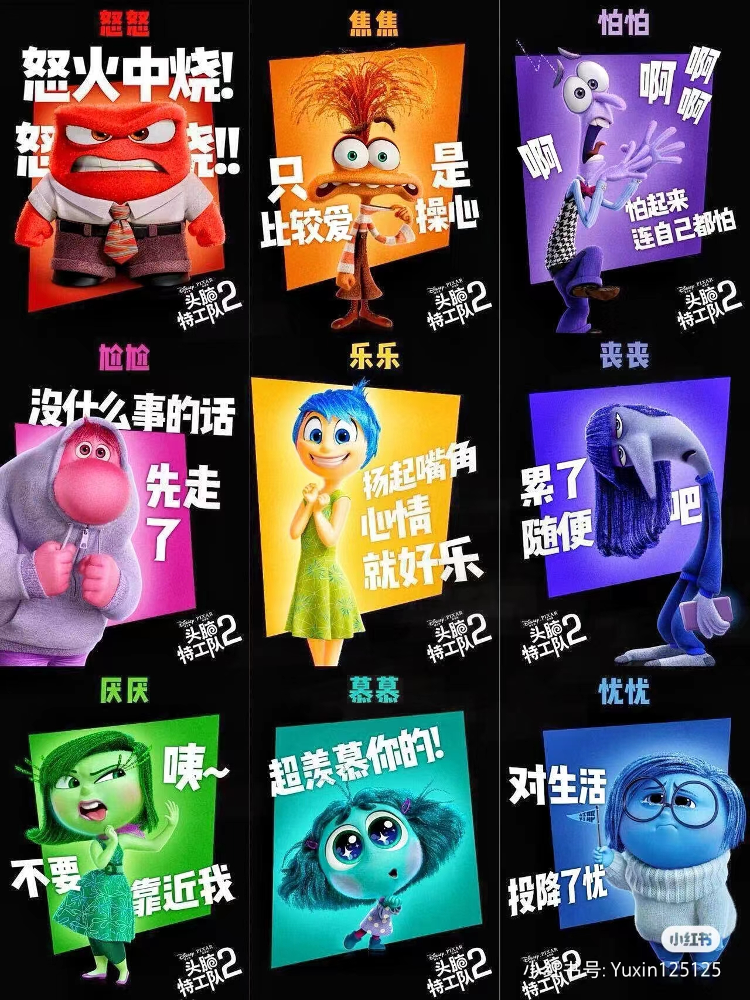 怒怒
怒火中烧!
怒 烧!!
Disney · PIXAR
头脑
特工队2
焦焦
只是
比较爱操心
Disney · PIXAR
头脑
特工队2
怕怕
啊
啊
啊
啊
怕起来
连自己都怕
Disney · PIXAR
头脑
特工队2
尬尬
没什么事的话
先走
了
Disney · PIXAR
头脑
特工队2
乐乐
扬起嘴角
心情
就好乐
Disney · PIXAR
头脑
特工队2
丧丧
累了
随便吧
Disney · PIXAR
头脑
特工队2
厌厌
咦~
不要靠近我
Disney · PIXAR
头脑
特工队2
慕慕
超羡慕你的!
Disney · PIXAR
头脑
特工队2
忧忧
对生活
投降了忧
小红书
Disney · PIXAR
头脑
特工队2
小红书号: Yuxin125125